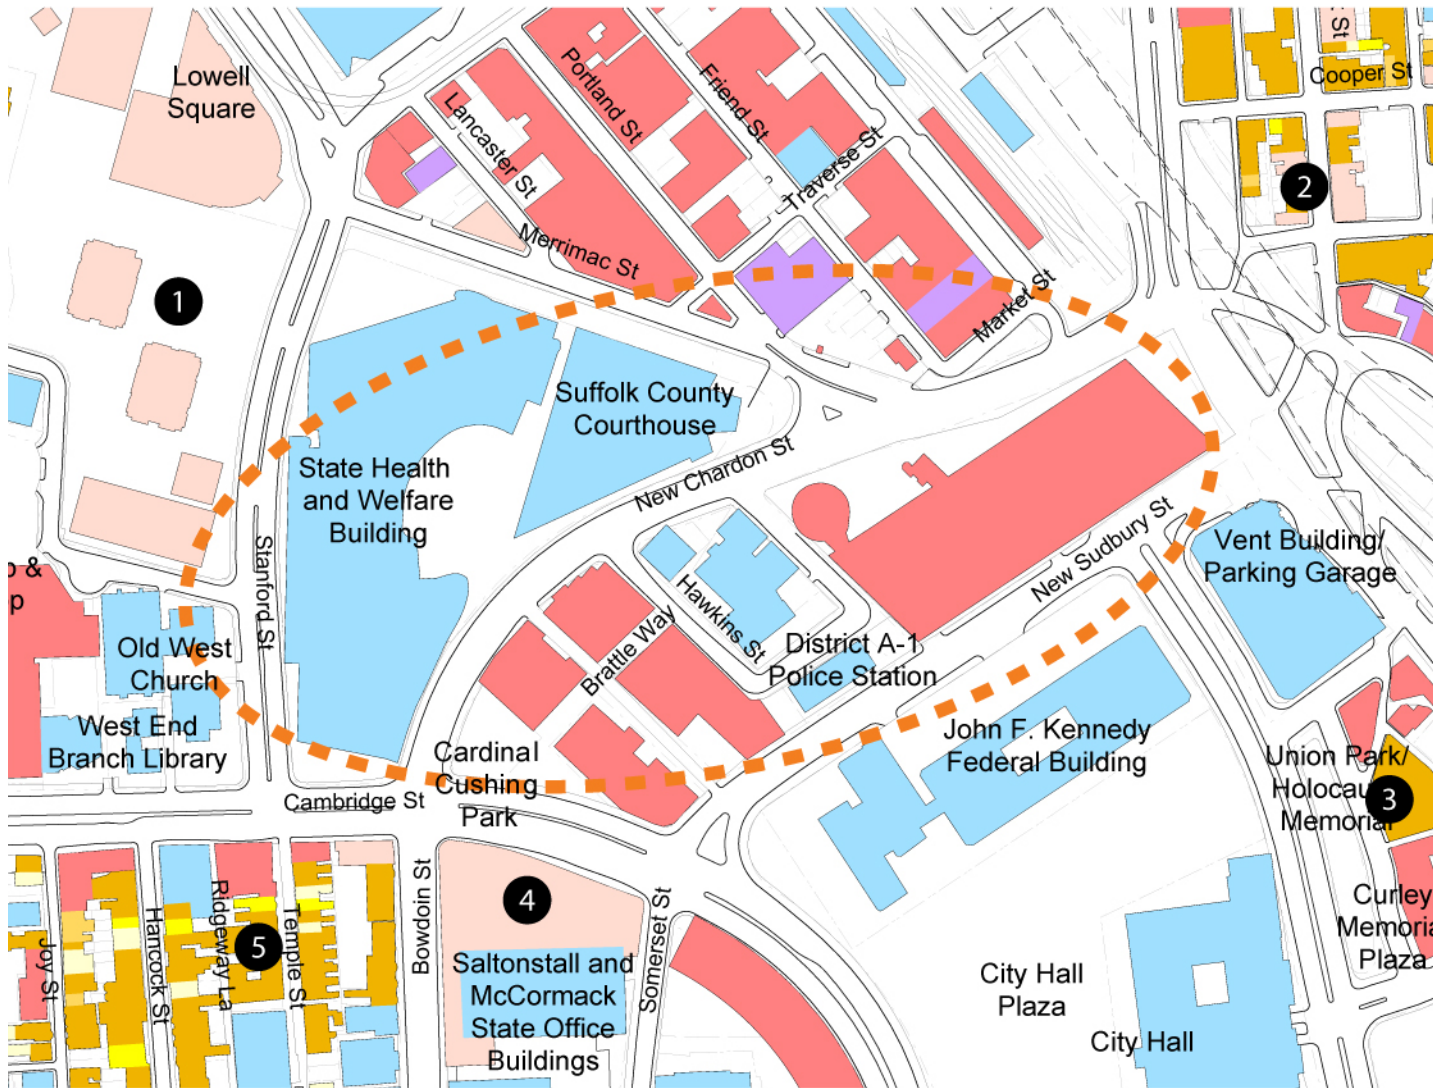 Lowell
Square
Lancaster St
Portland St
Friend St
Traverse St
Merrimac St
Market St
Cooper St
St
1
2
Suffolk County
Courthouse
State Health
and Welfare
Building
New Chardon St
Stanford St
New Sudbury St
Vent Building/
Parking Garage
&
p
Old West
Church
West End
Branch Library
Hawkins St
Brattle Way
District A-1
Police Station
Cardinal
Cushing
Park
John F. Kennedy
Federal Building
Union Park/
Holocau
Memorial
3
Cambridge St
4
5
Joy St
Hancock St
Ridgeway La
Temple St
Bowdoin St
Somerset St
Saltonstall and
McCormack
State Office
Buildings
City Hall
Plaza
City Hall
Curley
Memoria
Plaza